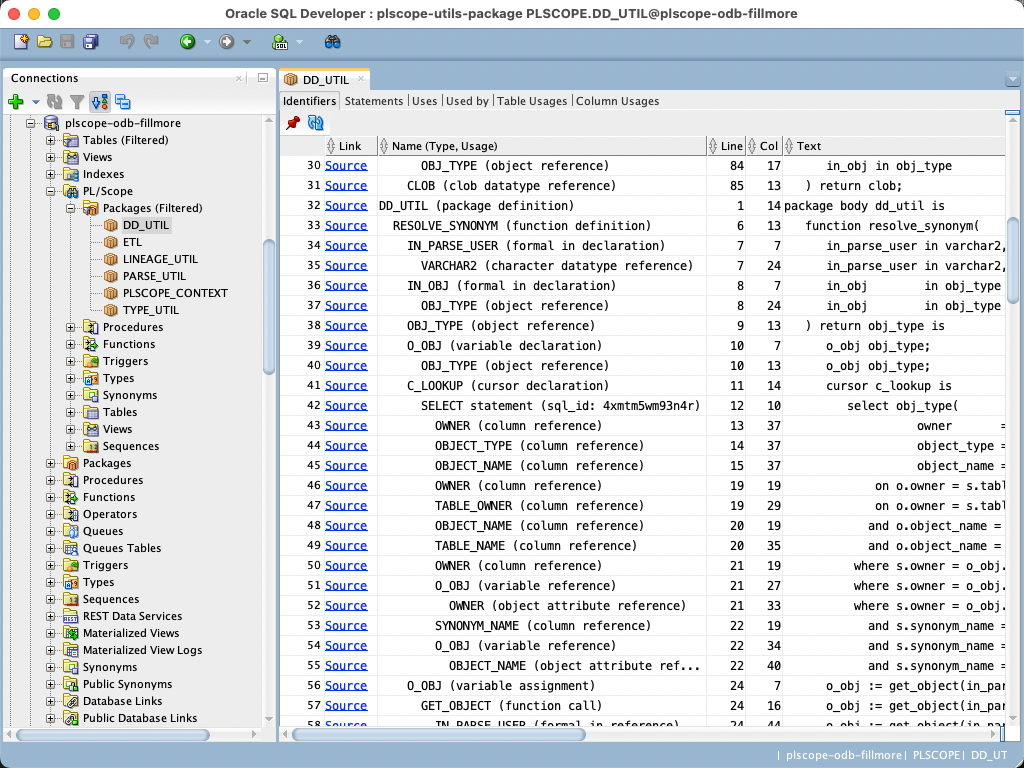 Oracle SQL Developer : plscope-utils-package PLSCOPE.DD_UTIL@plscope-odb-fillmore
SQL
Connections
plscope-odb-fillmore
Tables (Filtered)
Views
Indexes
PL/Scope
Packages (Filtered)
DD_UTIL
ETL
LINEAGE_UTIL
PARSE_UTIL
PLSCOPE_CONTEXT
TYPE_UTIL
Procedures
Functions
Triggers
Types
Synonyms
Tables
Views
Sequences
Packages
Procedures
Functions
Operators
Queues
Queues Tables
Triggers
Types
Sequences
REST Data Services
Materialized Views
Materialized View Logs
Synonyms
Public Synonyms
Database Links
Public Database Links
DD_UTIL
Identifiers Statements Uses Used by Table Usages Column Usages
Link Name (Type, Usage) Line Col Text
30 Source OBJ_TYPE (object reference) 84 17 in_obj in obj_type
31 Source CLOB (clob datatype reference) 85 13 ) return clob;
32 Source DD_UTIL (package definition) 1 14 package body dd_util is
33 Source RESOLVE_SYNONYM (function definition) 6 13 function resolve_synonym(
34 Source IN_PARSE_USER (formal in declaration) 7 7 in_parse_user in varchar2,
35 Source VARCHAR2 (character datatype reference) 7 24 in_parse_user in varchar2,
36 Source IN_OBJ (formal in declaration) 8 7 in_obj in obj_type
37 Source OBJ_TYPE (object reference) 8 24 in_obj in obj_type
38 Source OBJ_TYPE (object reference) 9 13 ) return obj_type is
39 Source O_OBJ (variable declaration) 10 7 o_obj obj_type;
40 Source OBJ_TYPE (object reference) 10 13 o_obj obj_type;
41 Source C_LOOKUP (cursor declaration) 11 14 cursor c_lookup is
42 Source SELECT statement (sql_id: 4xmtm5wm93n4r) 12 10 select obj_type(
43 Source OWNER (column reference) 13 37 owner =
44 Source OBJECT_TYPE (column reference) 14 37 object_type =
45 Source OBJECT_NAME (column reference) 15 37 object_name =
46 Source OWNER (column reference) 19 19 on o.owner = s.tabl
47 Source TABLE_OWNER (column reference) 19 29 on o.owner = s.tabl
48 Source OBJECT_NAME (column reference) 20 19 and o.object_name =
49 Source TABLE_NAME (column reference) 20 35 and o.object_name =
50 Source OWNER (column reference) 21 19 where s.owner = o_obj.
51 Source O_OBJ (variable reference) 21 27 where s.owner = o_obj.
52 Source OWNER (object attribute reference) 21 33 where s.owner = o_obj.
53 Source SYNONYM_NAME (column reference) 22 19 and s.synonym_name =
54 Source O_OBJ (variable reference) 22 34 and s.synonym_name =
55 Source OBJECT_NAME (object attribute ref... 22 40 and s.synonym_name =
56 Source O_OBJ (variable assignment) 24 7 o_obj := get_object(in_par
57 Source GET_OBJECT (function call) 24 16 o_obj := get_object(in_par
58 Source IN_PARSE_USER (formal in reference) 24 44 o_obj := get_object(in_par
plscope-odb-fillmore| PLSCOPE| DD_UT